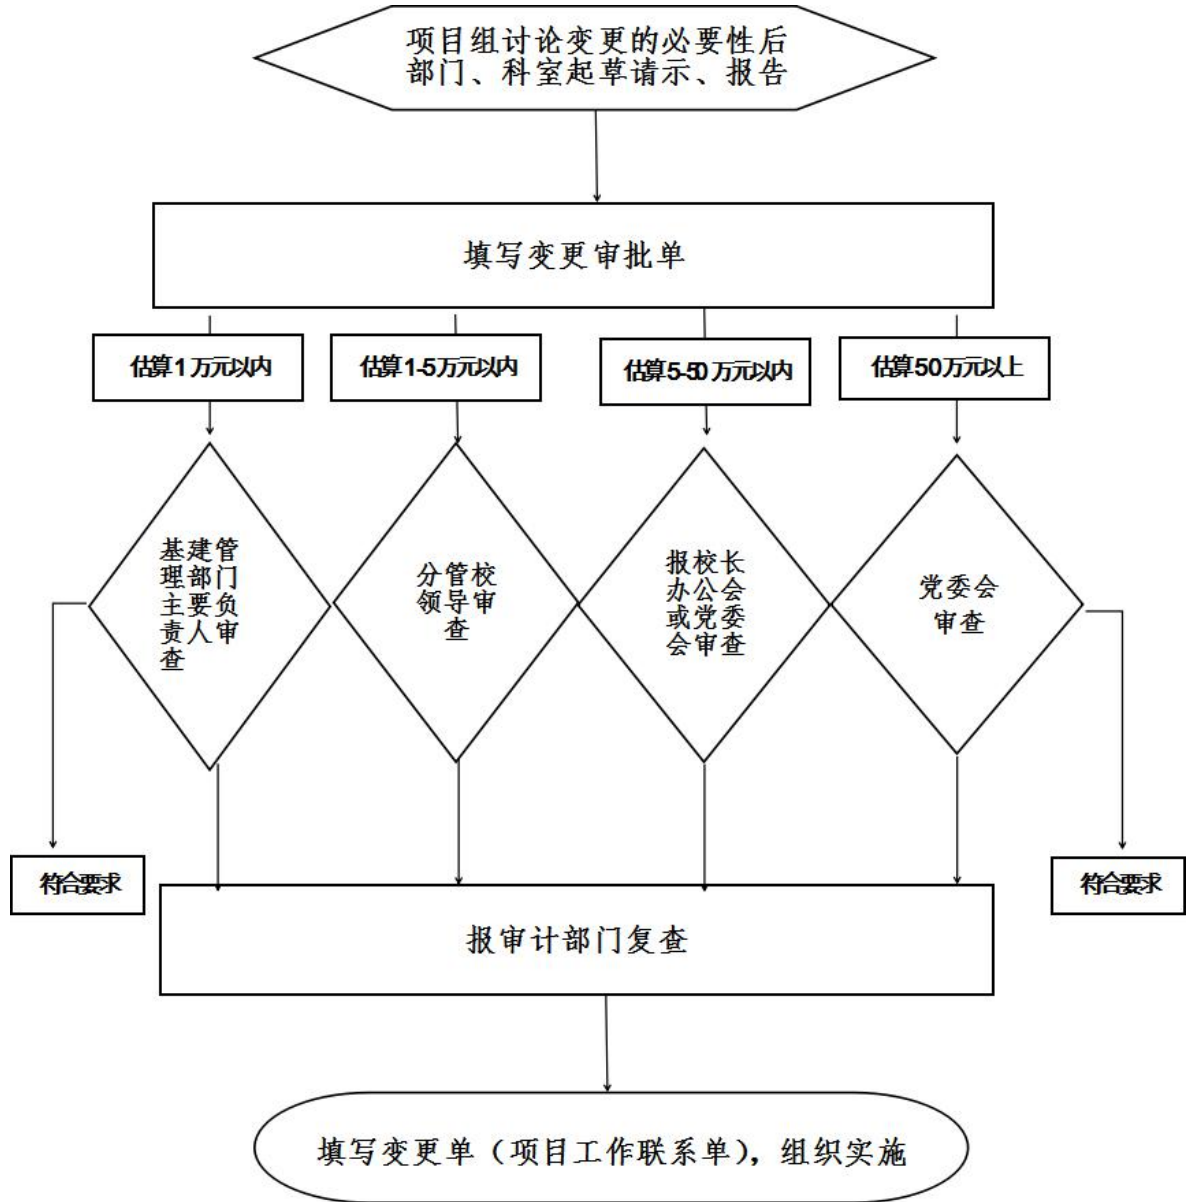 项目组讨论变更的必要性后
部门、科室起草请示、报告
填写变更审批单
估算1万元以内
估算1-5万元以内
估算5-50万元以内
估算50万元以上
基建管
理部门
主要负
责人审
查
分管校
领导审
查
报校长
办公会
或党委
会审查
党委会
审查
符合要求
符合要求
报审计部门复查
填写变更单（项目工作联系单），组织实施